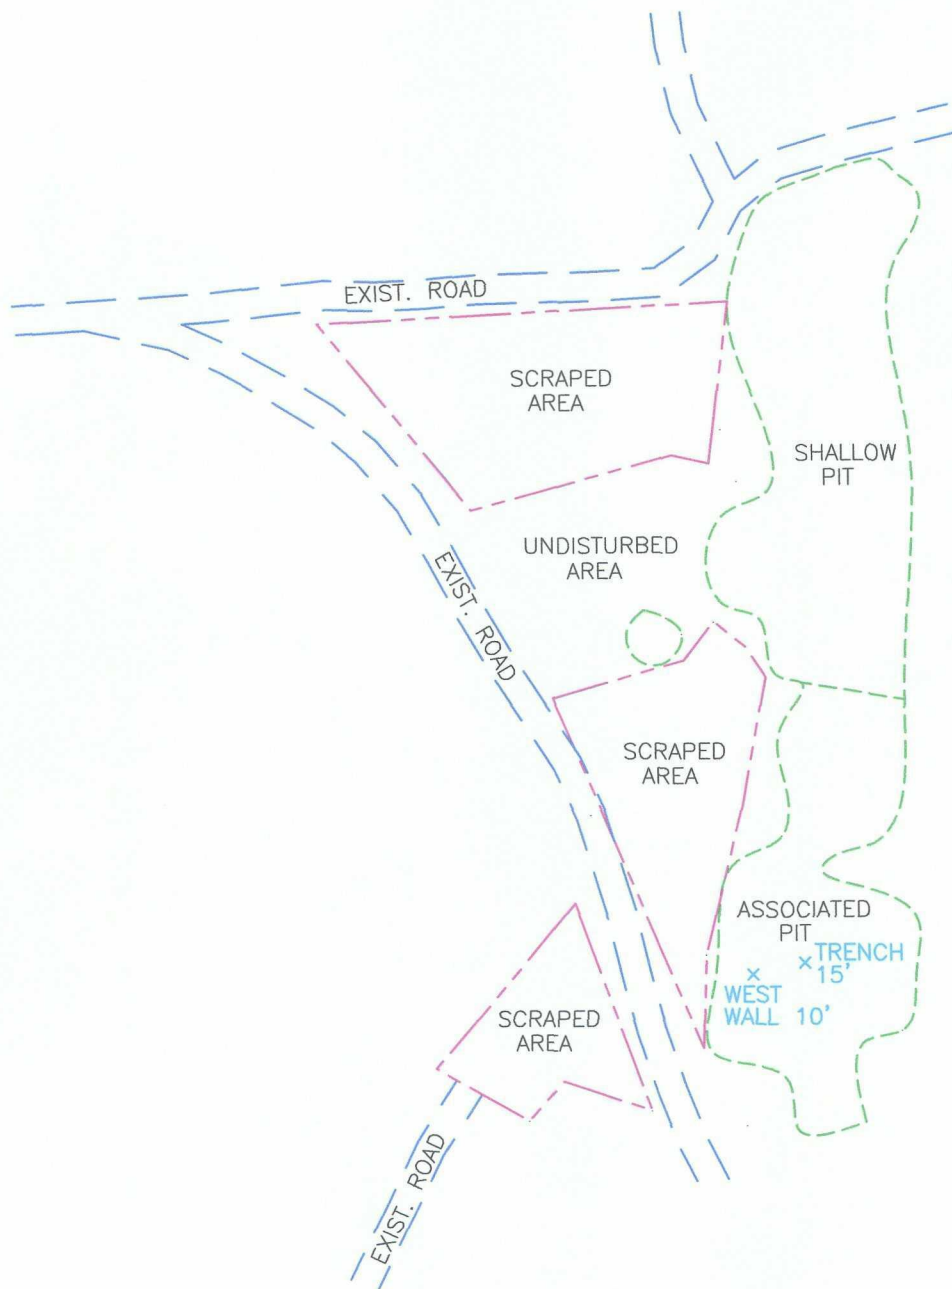 EXIST. ROAD
SCRAPED
AREA
SHALLOW
PIT
UNDISTURBED
AREA
EXIST. ROAD
SCRAPED
AREA
ASSOCIATED
PIT
× TRENCH
15'
×
WEST
WALL 10'
SCRAPED
AREA
EXIST. ROAD